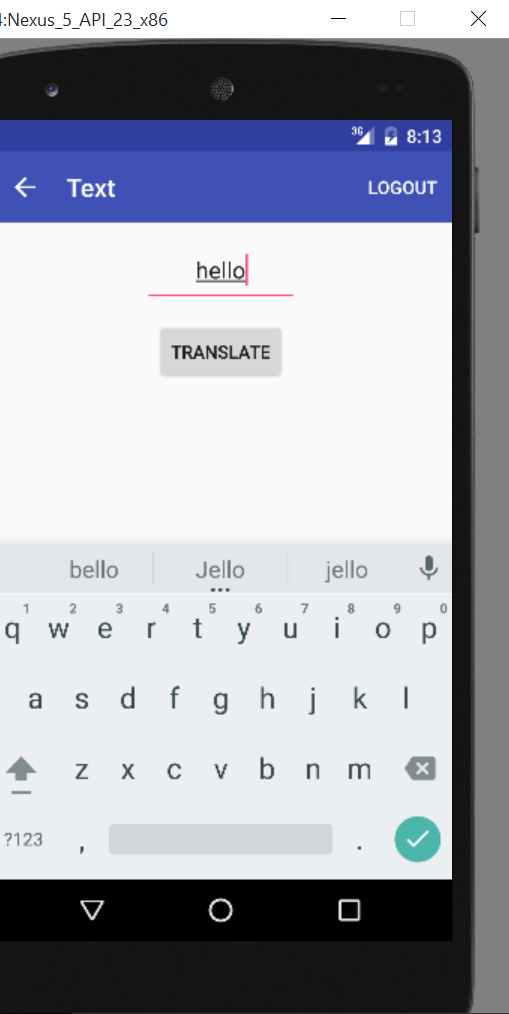 4:Nexus_5_API_23_x86
3G 8:13
Text LOGOUT
hello
TRANSLATE
bello Jello jello
1 2 3 4 5 6 7 8 9 0
q w e r t y u i o p
a s d f g h j k l
z x c v b n m
?123 , .